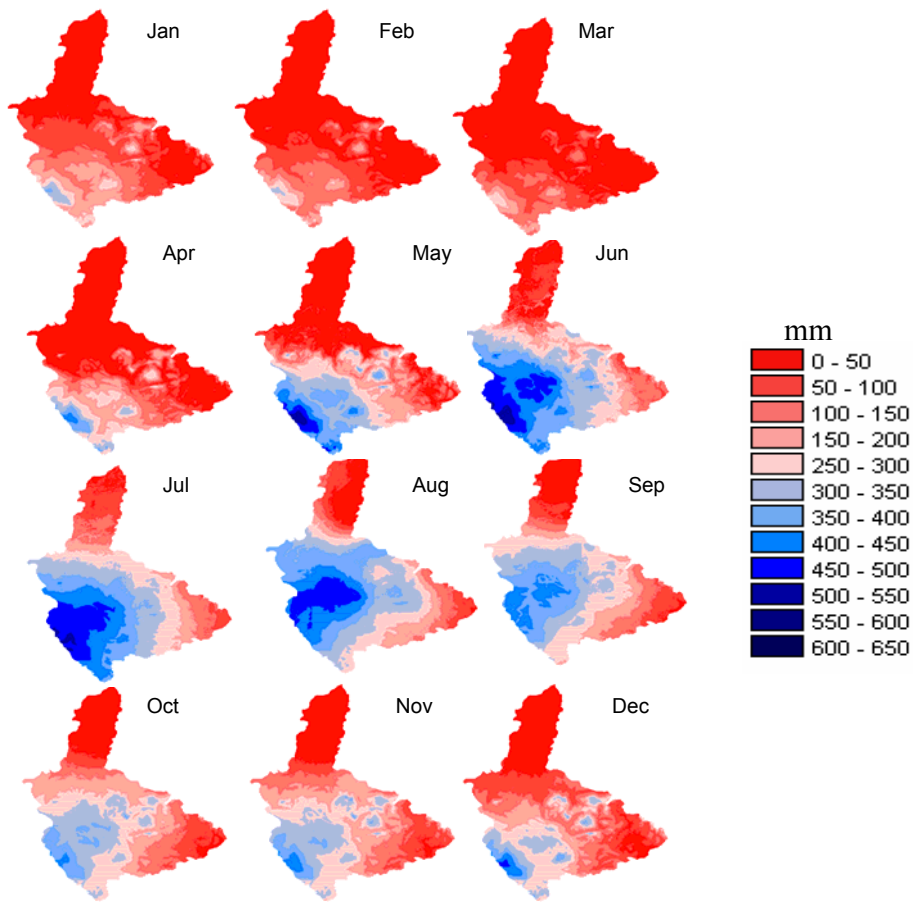 Jan
Feb
Mar
Apr
May
Jun
Jul
Aug
Sep
Oct
Nov
Dec
mm
0 - 50
50 - 100
100 - 150
150 - 200
250 - 300
300 - 350
350 - 400
400 - 450
450 - 500
500 - 550
550 - 600
600 - 650